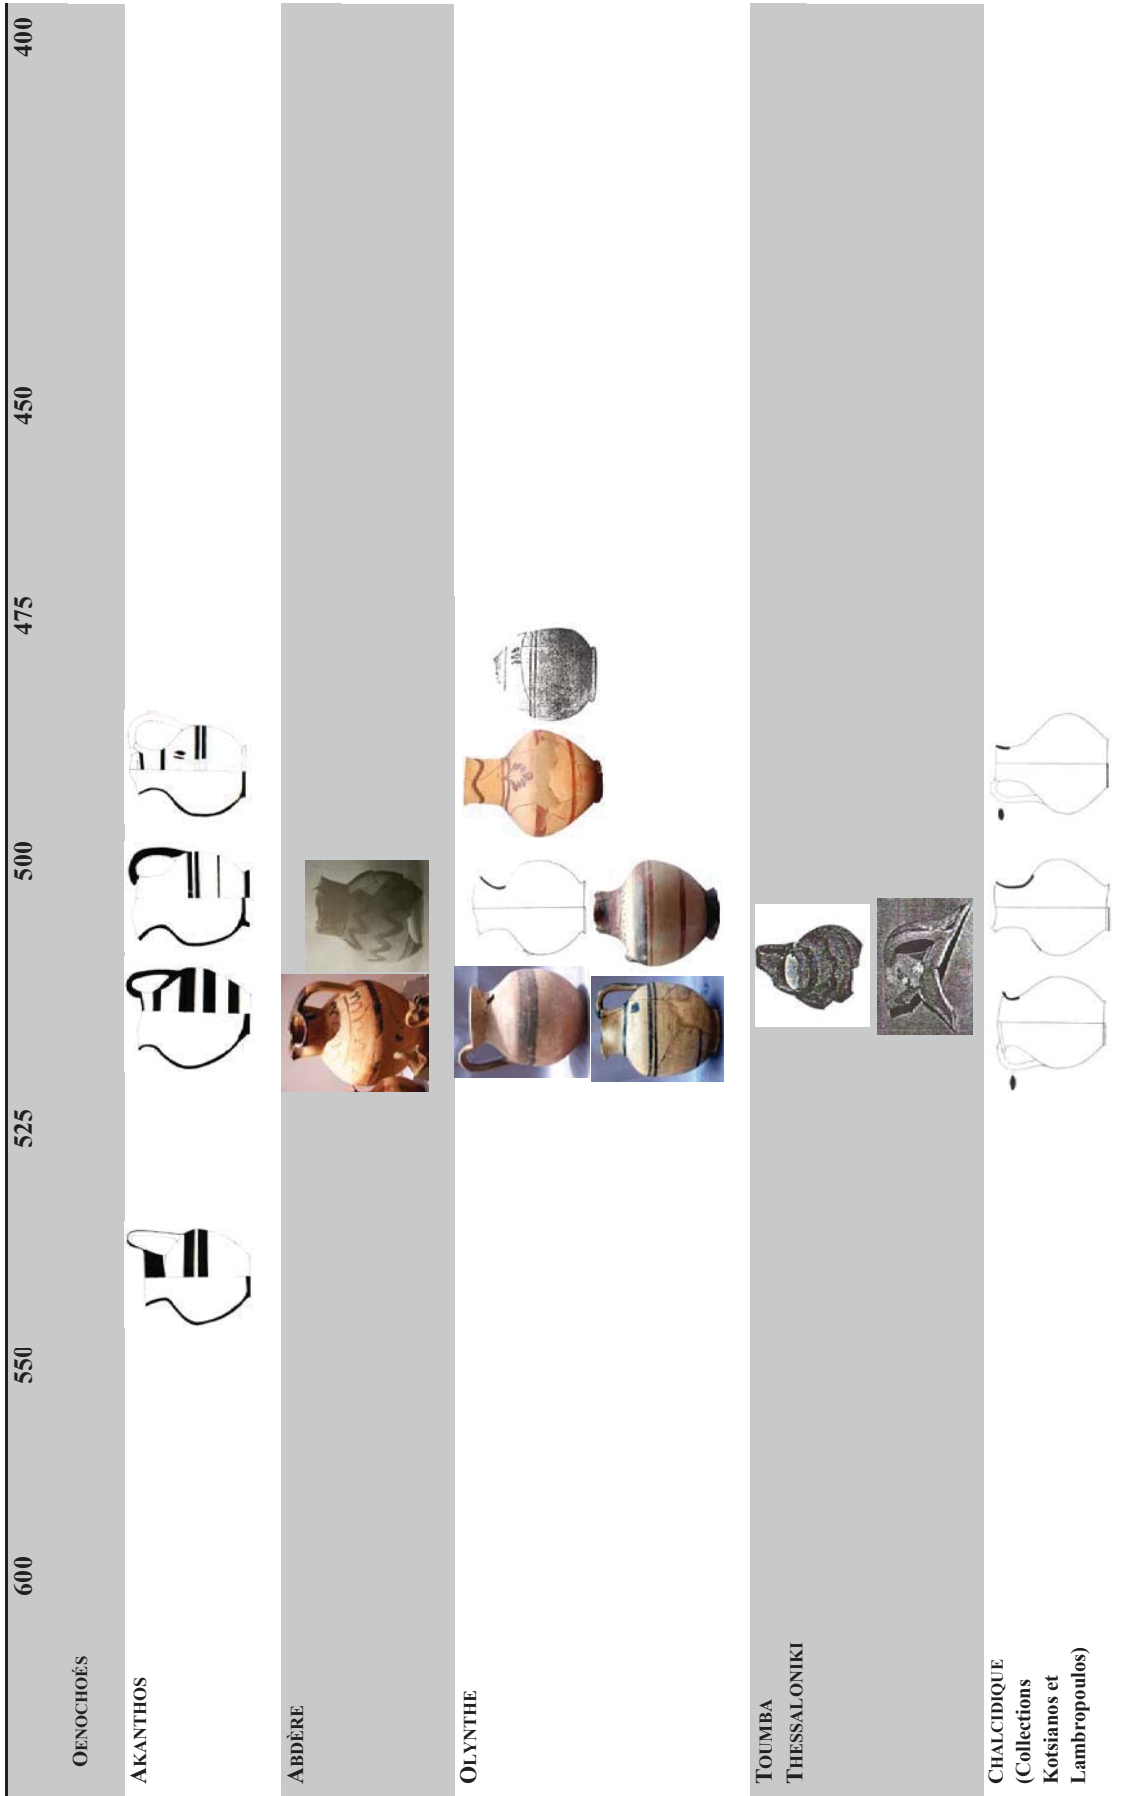 600 550 525 500 475 450 400
OENOCHOÉS
AKANTHOS
ABDÈRE
OLYNTHE
TOUMBA
THESSALONIKI
CHALCIDIQUE
(Collections
Kotsianos et
Lambropoulos)